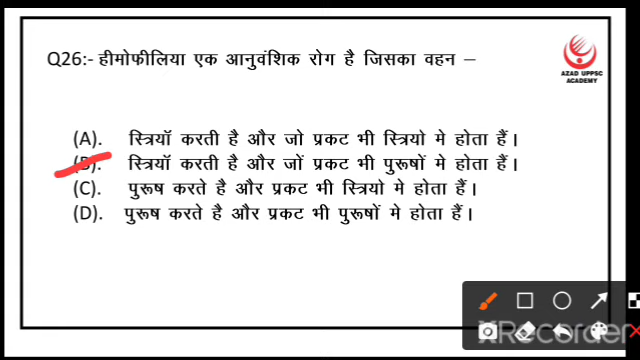 Q26:- हीमोफीलिया एक आनुवंशिक रोग है जिसका वहन –
AZAD UPPSC
ACADEMY
(A). स्त्रियॉ करती है और जो प्रकट भी स्त्रियो मे होता हैं।
(B). स्त्रियॉ करती है और जों प्रकट भी पुरूषों मे होता हैं।
(C). पुरूष करते है और प्रकट भी स्त्रियो मे होता हैं।
(D). पुरूष करते है और प्रकट भी पुरूषों मे होता हैं।
XRecorder